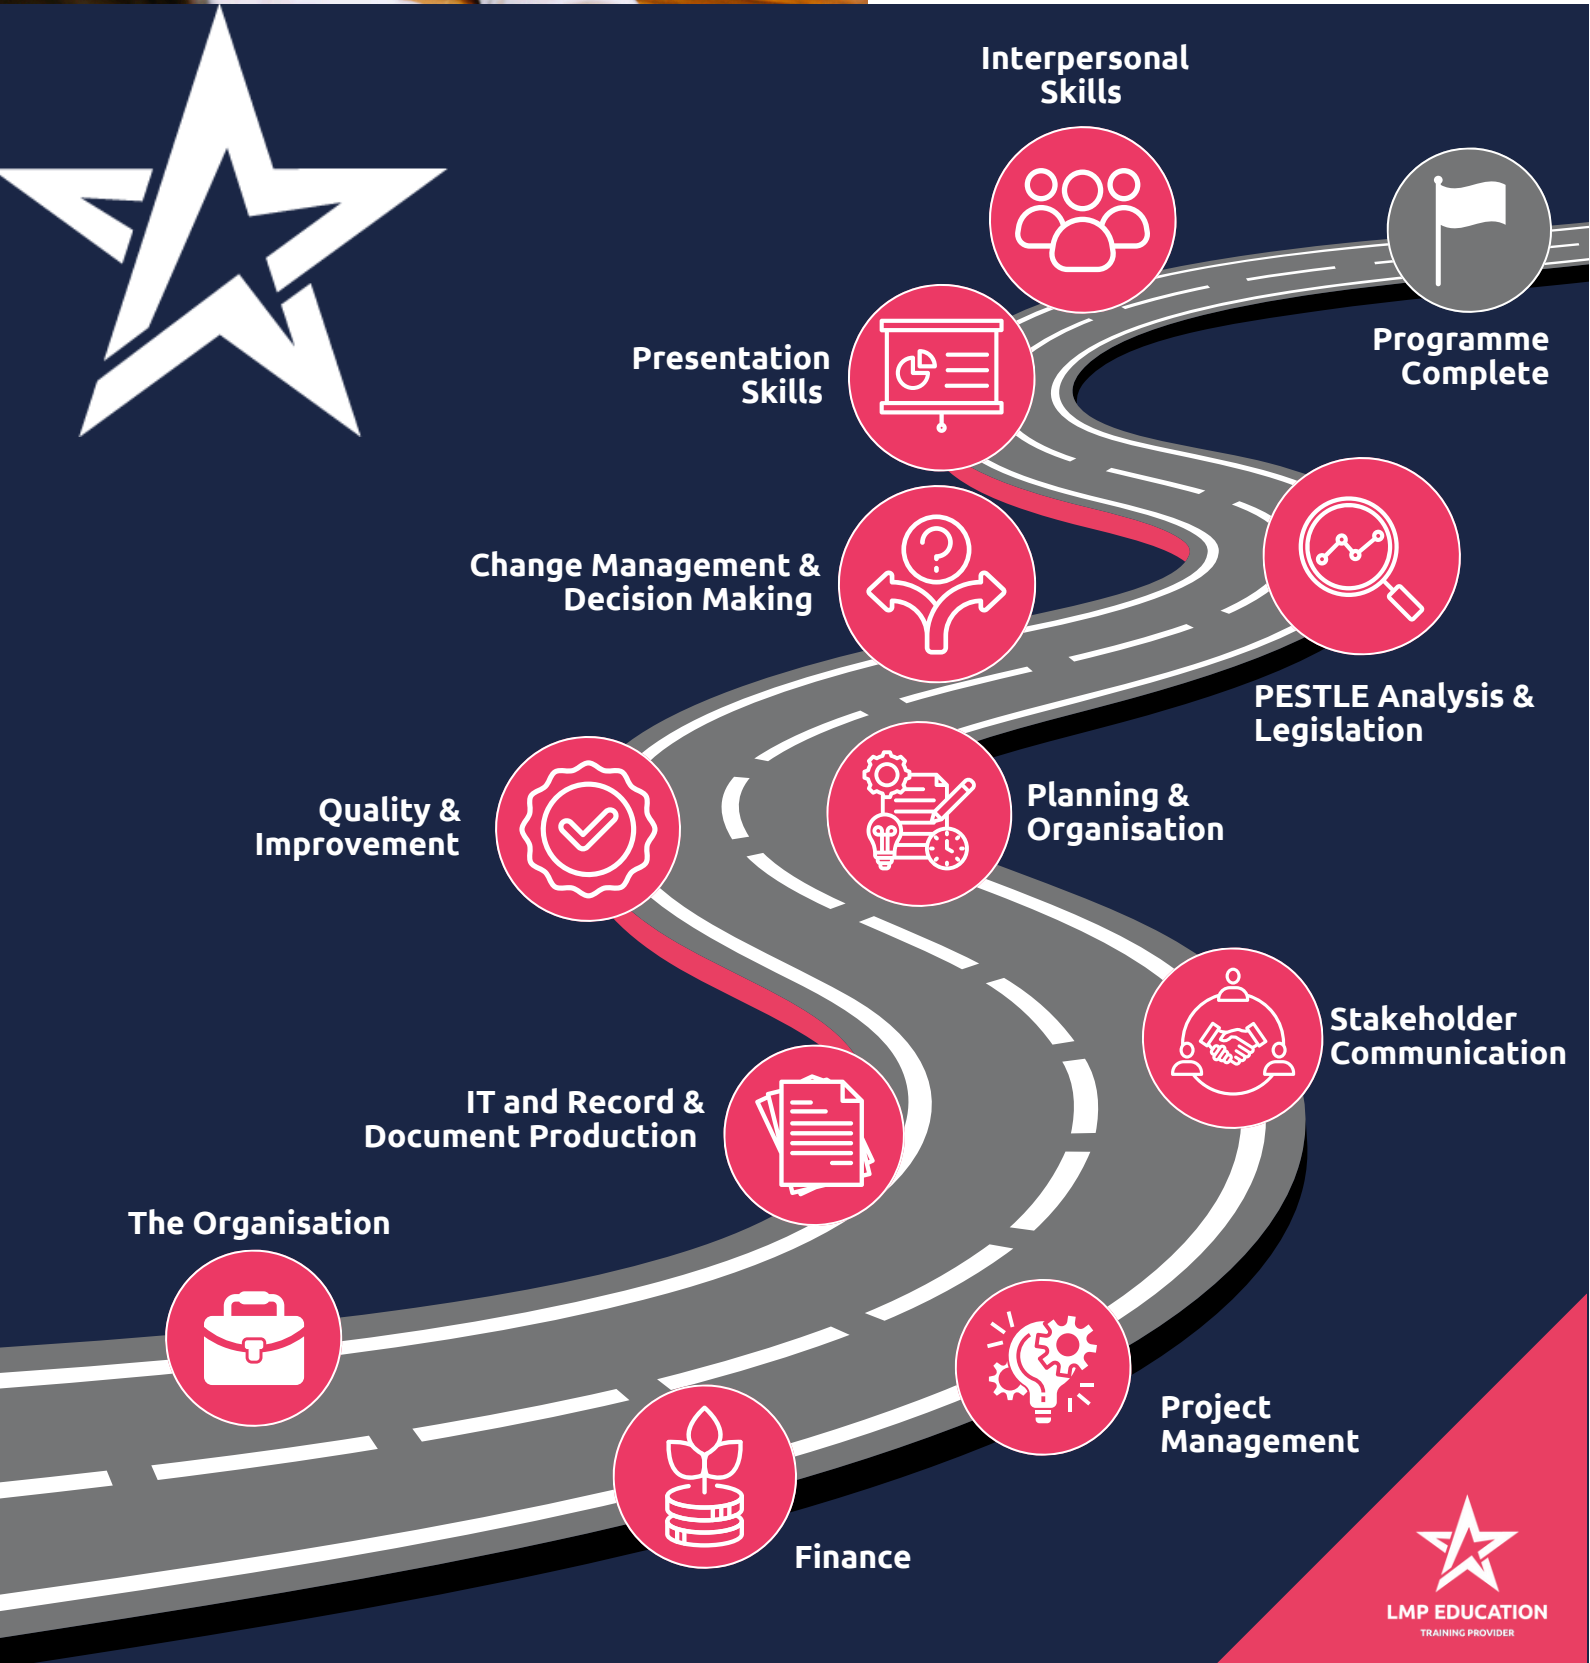 Interpersonal
Skills
Programme
Complete
Presentation
Skills
Change Management &
Decision Making
PESTLE Analysis &
Legislation
Quality &
Improvement
Planning &
Organisation
Stakeholder
Communication
IT and Record &
Document Production
The Organisation
Project
Management
Finance
LMP EDUCATION
TRAINING PROVIDER